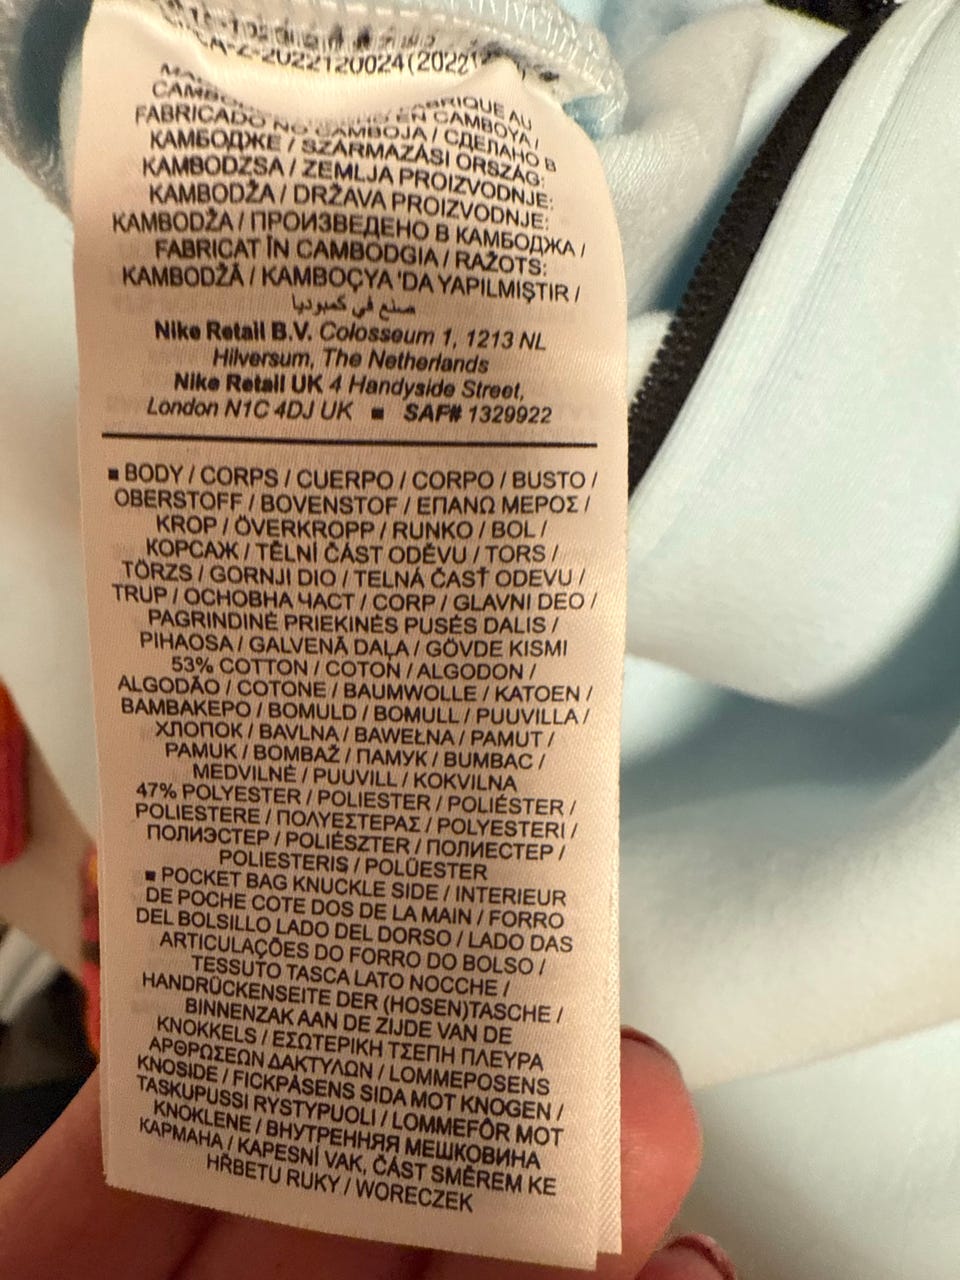 -2022120024(2022
FABRIQUE AU
EN CAMBOYA/
FABRICADO NO CAMBOJA / СДЕЛАНО В
КАМБОДЖЕ / SZÁRMAZÁSI ORSZÁG:
KAMBODZSA / ZEMLJA PROIZVODNJE:
KAMBODŽA / DRŽAVA PROIZVODNJE:
KAMBODŽA / ПРОИЗВЕДЕНО В КАМБОДЖА /
FABRICAT ÎN CAMBODGIA / RAŽOTS:
KAMBODŽĀ / KAMBOÇYA 'DA YAPILMIŞTIR /
صنع في كمبوديا
Nike Retail B.V. Colosseum 1, 1213 NL
Hilversum, The Netherlands
Nike Retail UK 4 Handyside Street,
London N1C 4DJ UK ■ SAF# 1329922
■ BODY / CORPS / CUERPO / CORPO / BUSTO /
OBERSTOFF / BOVENSTOF / ΕΠΑΝΩ ΜΕΡΟΣ /
KROP / ÖVERKROPP / RUNKO / BOL /
КОРСАЖ / TĚLNÍ ČÁST ODĚVU / TORS /
TÖRZS / GORNJI DIO / TELNÁ ČASŤ ODEVU /
TRUP / ОСНОВНА ЧАСТ / CORP / GLAVNI DEO /
PAGRINDINĖ PRIEKINĖS PUSĖS DALIS /
PIHAOSA / GALVENĀ DAĻA / GÖVDE KISMI
53% COTTON / COTON / ALGODON /
ALGODÃO / COTONE / BAUMWOLLE / KATOEN /
ΒΑΜΒΑΚΕΡΟ / BOMULD / BOMULL / PUUVILLA /
ХЛОПОК / BAVLNA / BAWEŁNA / PAMUT /
PAMUK / BOMBAŽ / ПАМУК / BUMBAC /
MEDVILNĖ / PUUVILL / KOKVILNA
47% POLYESTER / POLIESTER / POLIÉSTER /
POLIESTERE / ΠΟΛΥΕΣΤΕΡΑΣ / POLYESTERI /
ПОЛИЭСТЕР / POLIÉSZTER / ПОЛИЕСТЕР /
POLIESTERIS / POLÜESTER
■ POCKET BAG KNUCKLE SIDE / INTERIEUR
DE POCHE COTE DOS DE LA MAIN / FORRO
DEL BOLSILLO LADO DEL DORSO / LADO DAS
ARTICULAÇÕES DO FORRO DO BOLSO /
TESSUTO TASCA LATO NOCCHE /
HANDRÜCKENSEITE DER (HOSEN)TASCHE /
BINNENZAK AAN DE ZIJDE VAN DE
KNOKKELS / ΕΣΩΤΕΡΙΚΗ ΤΣΕΠΗ ΠΛΕΥΡΑ
ΑΡΘΡΩΣΕΩΝ ΔΑΚΤΥΛΩΝ / LOMMEPOSENS
KNOSIDE / FICKPÅSENS SIDA MOT KNOGEN /
TASKUPUSSI RYSTYPUOLI / LOMMEFÔR MOT
KNOKLENE / ВНУТРЕННЯЯ МЕШКОВИНА
КАРМАНА / KAPESNÍ VAK, ČÁST SMĚREM KE
HŘBETU RUKY / WORECZEK